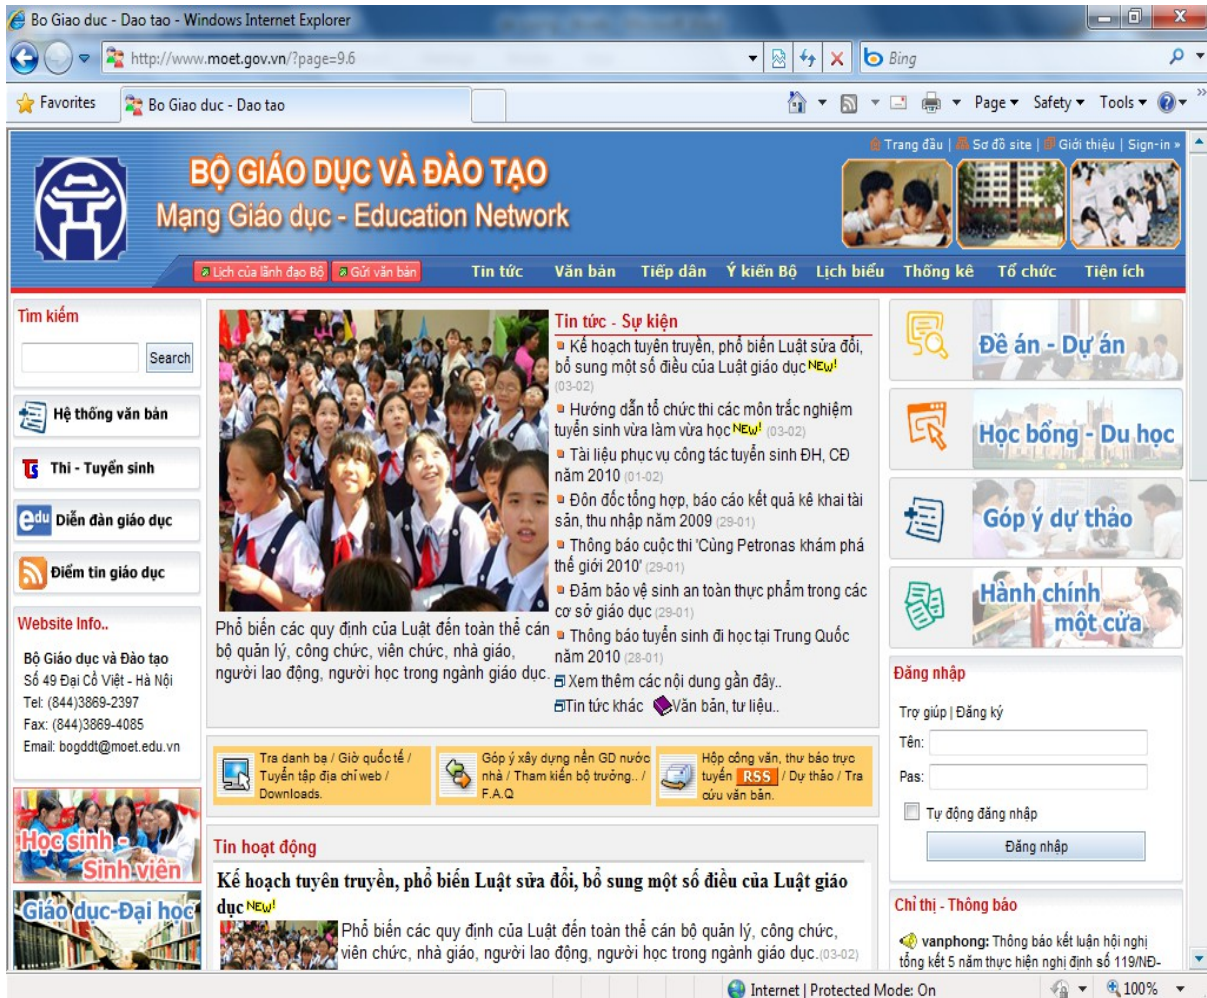 Bo Giao duc - Dao tao - Windows Internet Explorer
http://www.moet.gov.vn/?page=9.6
Bing
Favorites
Bo Giao duc - Dao tao
Page
Safety
Tools
Trang đầu | Sơ đồ site | Giới thiệu | Sign-in »
BỘ GIÁO DỤC VÀ ĐÀO TẠO
Mạng Giáo dục - Education Network
Lịch của lãnh đạo Bộ
Gửi văn bản
Tin tức
Văn bản
Tiếp dân
Ý kiến Bộ
Lịch biểu
Thống kê
Tổ chức
Tiện ích
Tìm kiếm
Search
Hệ thống văn bản
Ts Thi - Tuyển sinh
edu Diễn đàn giáo dục
Điểm tin giáo dục
Website Info..
Bộ Giáo dục và Đào tạo
Số 49 Đại Cồ Việt - Hà Nội
Tel: (844)3869-2397
Fax: (844)3869-4085
Email: bogddt@moet.edu.vn
Học sinh -
Sinh viên
Giáo dục-Đại học
Phổ biến các quy định của Luật đến toàn thể cán
bộ quản lý, công chức, viên chức, nhà giáo,
người lao động, người học trong ngành giáo dục.
Tin tức - Sự kiện
Kế hoạch tuyên truyền, phổ biến Luật sửa đổi,
bổ sung một số điều của Luật giáo dục NEW!
(03-02)
Hướng dẫn tổ chức thi các môn trắc nghiệm
tuyển sinh vừa làm vừa học NEW! (03-02)
Tài liệu phục vụ công tác tuyển sinh ĐH, CĐ
năm 2010 (01-02)
Đôn đốc tổng hợp, báo cáo kết quả kê khai tài
sản, thu nhập năm 2009 (29-01)
Thông báo cuộc thi 'Cùng Petronas khám phá
thế giới 2010' (29-01)
Đảm bảo vệ sinh an toàn thực phẩm trong các
cơ sở giáo dục (29-01)
Thông báo tuyển sinh đi học tại Trung Quốc
năm 2010 (28-01)
Xem thêm các nội dung gần đây..
Tin tức khác Văn bản, tư liệu..
Tra danh bạ / Giờ quốc tế /
Tuyển tập địa chỉ web /
Downloads.
Góp ý xây dựng nền GD nước
nhà / Tham kiến bộ trưởng.. /
F.A.Q
Hộp công văn, thư báo trực
tuyến RSS / Dự thảo / Tra
cứu văn bản.
Tin hoạt động
Kế hoạch tuyên truyền, phổ biến Luật sửa đổi, bổ sung một số điều của Luật giáo
dục NEW!
Phổ biến các quy định của Luật đến toàn thể cán bộ quản lý, công chức,
viên chức, nhà giáo, người lao động, người học trong ngành giáo dục.(03-02)
Đề án - Dự án
Học bổng - Du học
Góp ý dự thảo
Hành chính
một cửa
Đăng nhập
Trợ giúp | Đăng ký
Tên:
Pas:
Tự động đăng nhập
Đăng nhập
Chỉ thị - Thông báo
vanphong: Thông báo kết luận hội nghị
tổng kết 5 năm thực hiện nghị định số 119/NĐ-
Internet | Protected Mode: On
100%